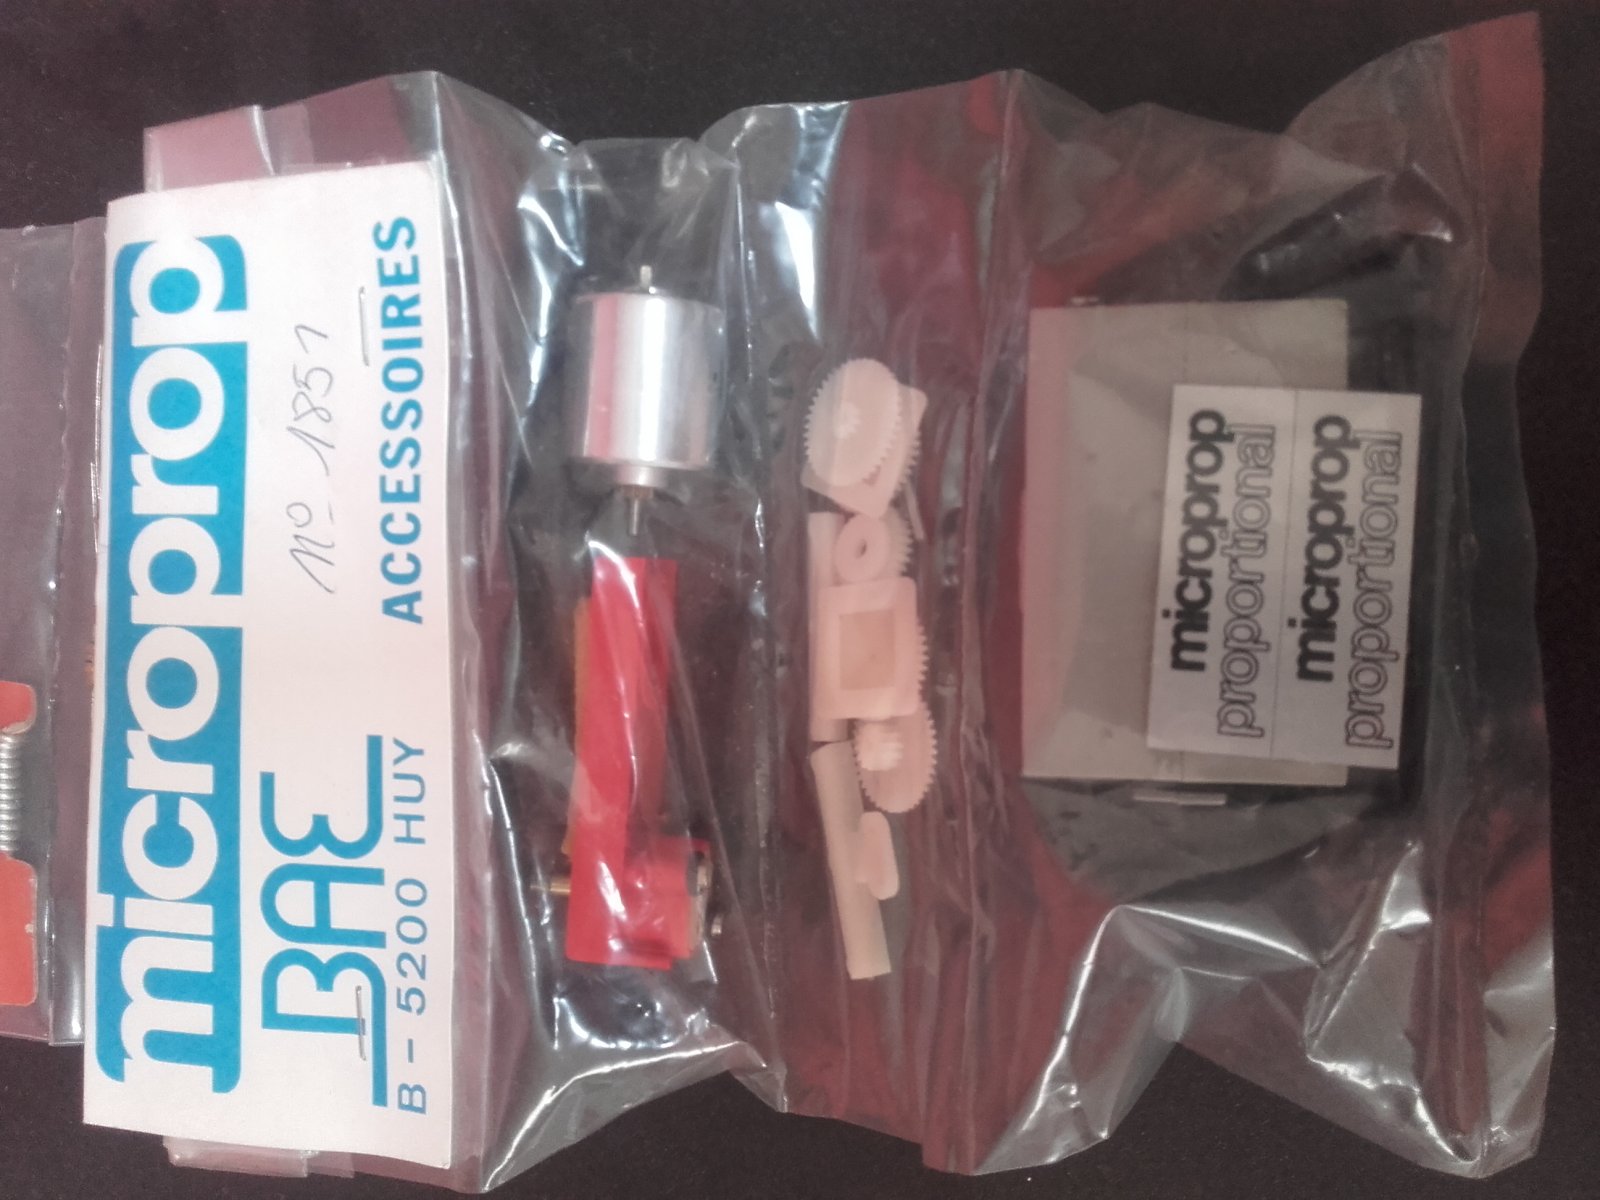 microprop
BAE
nº 1851
B - 5200 HUY
ACCESSOIRES
microprop
proportional
microprop
proportional